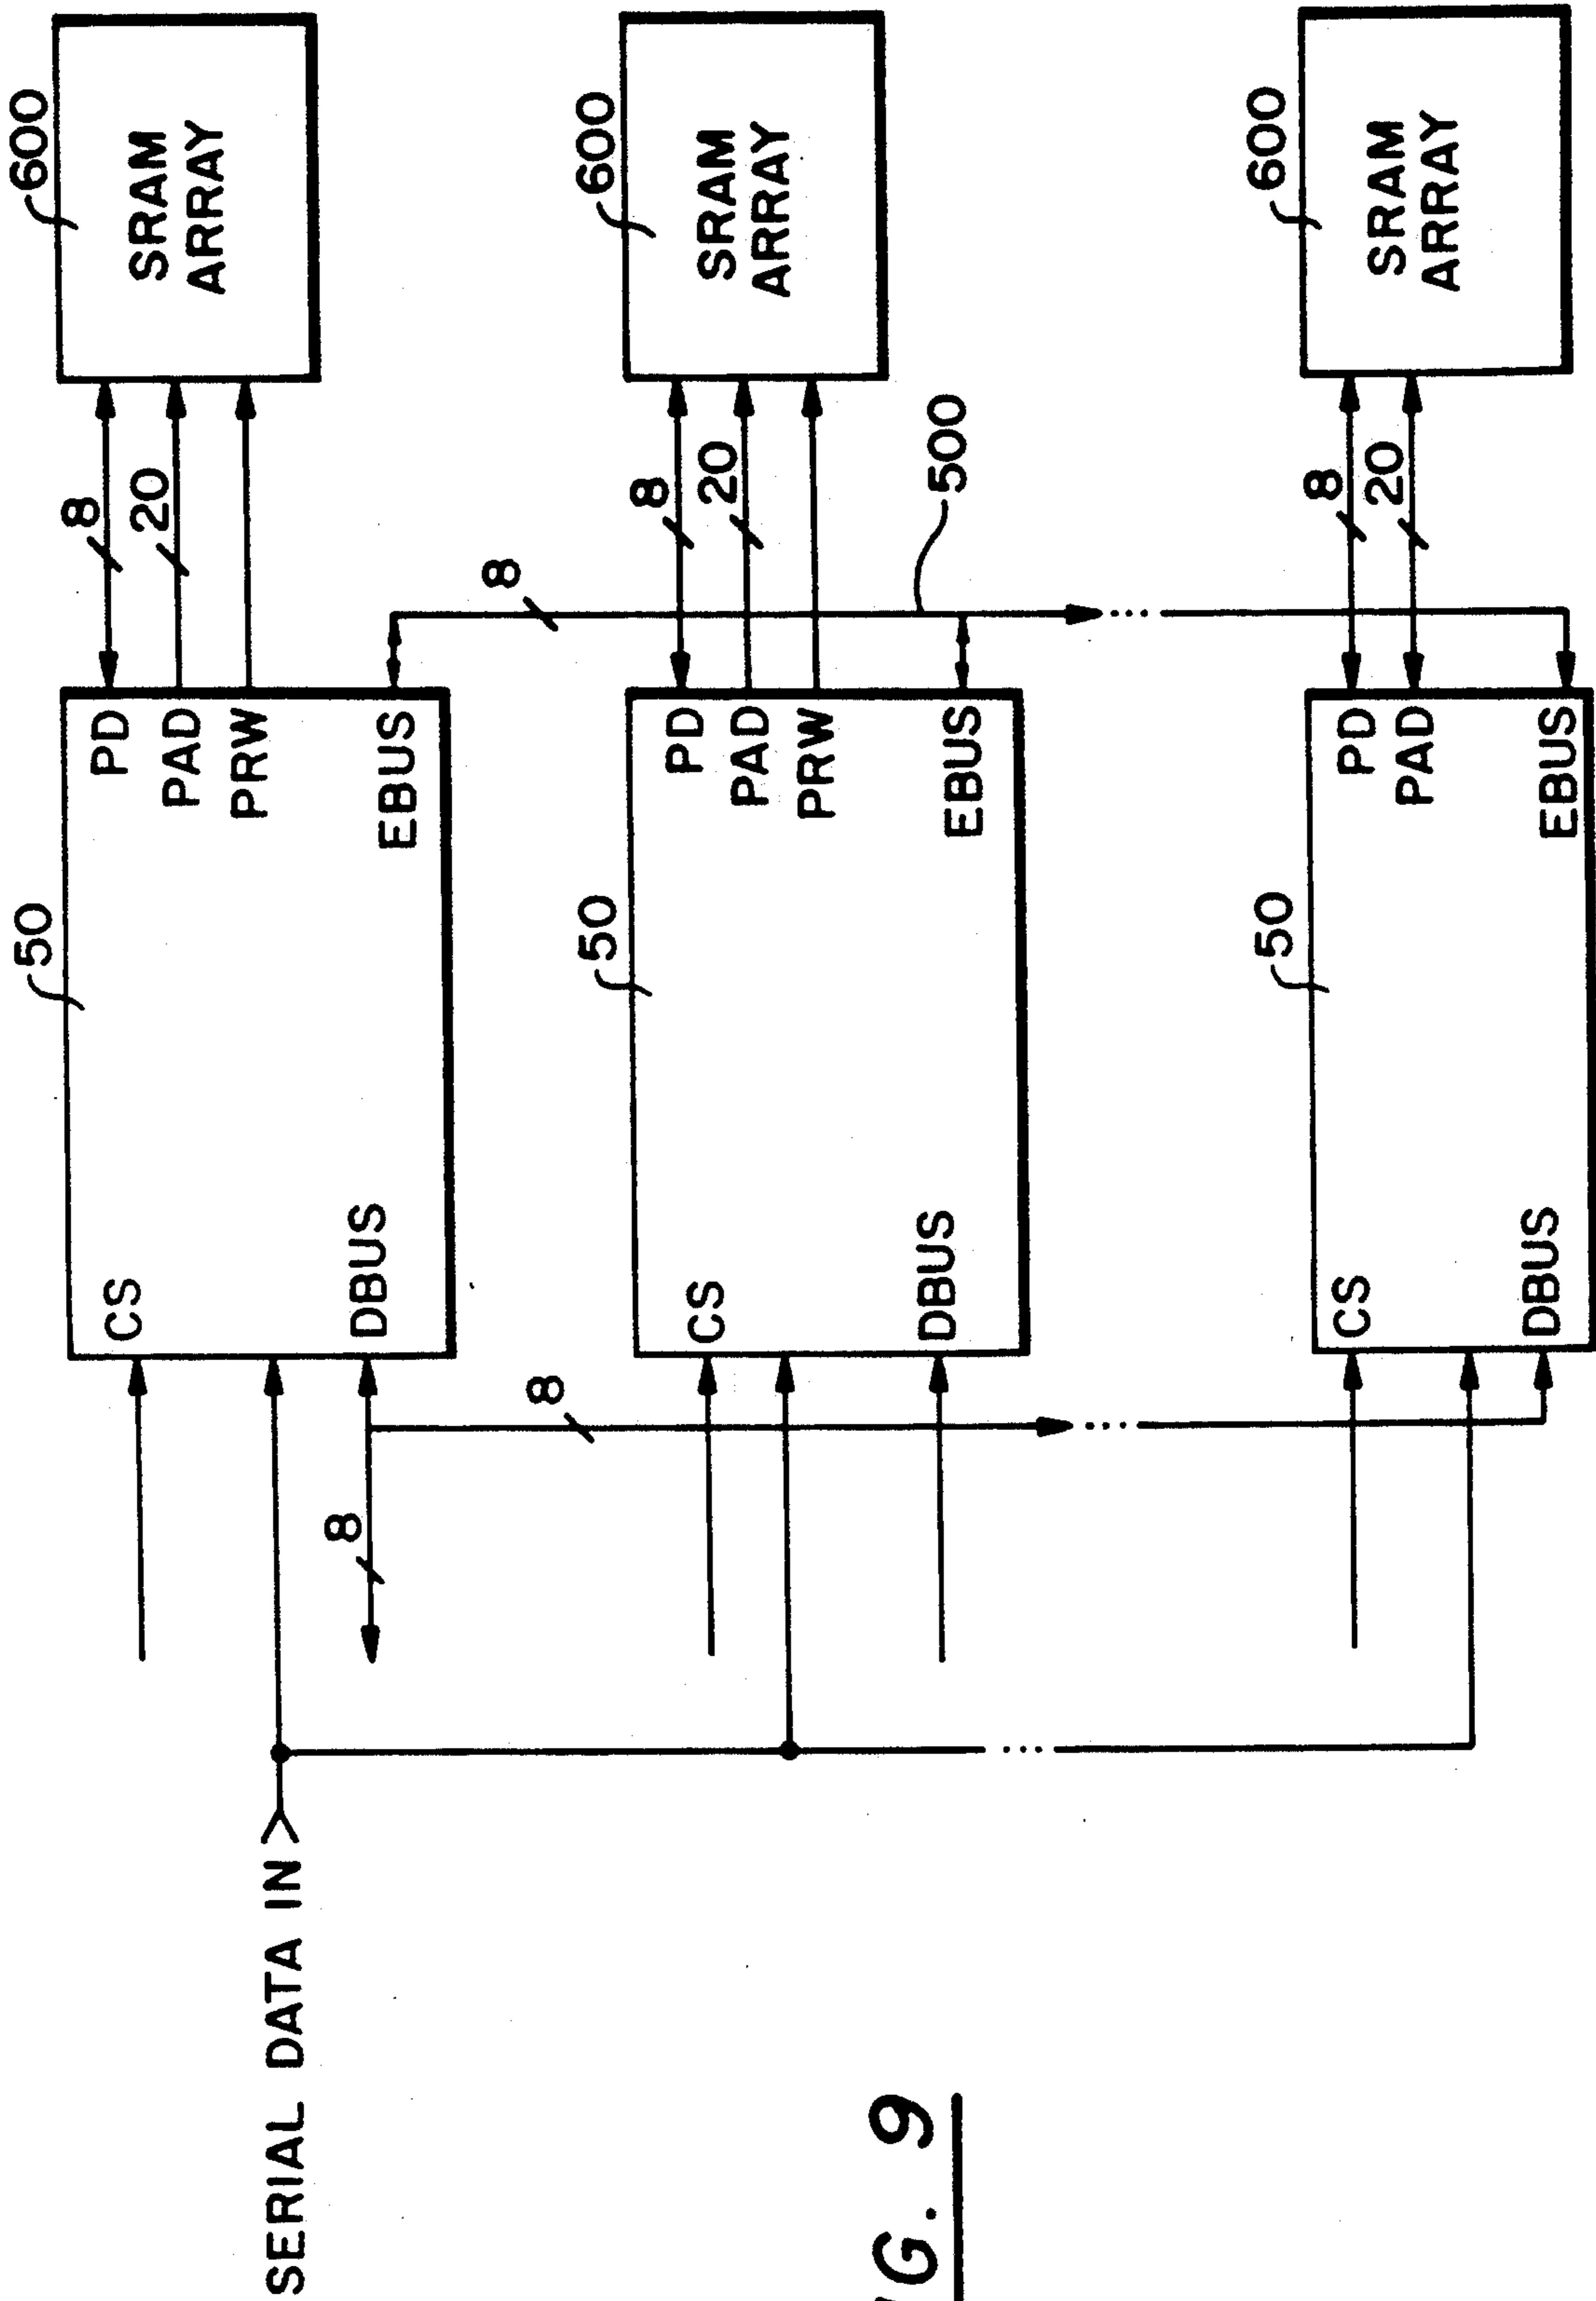 SERIAL DATA IN
50
CS
DBUS
PD
PAD
PRW
EBUS
8
20
8
8
8
600
SRAM
ARRAY
50
CS
DBUS
PD
PAD
PRW
EBUS
8
20
500
600
SRAM
ARRAY
50
CS
DBUS
PD
PAD
EBUS
8
20
600
SRAM
ARRAY
G. 9